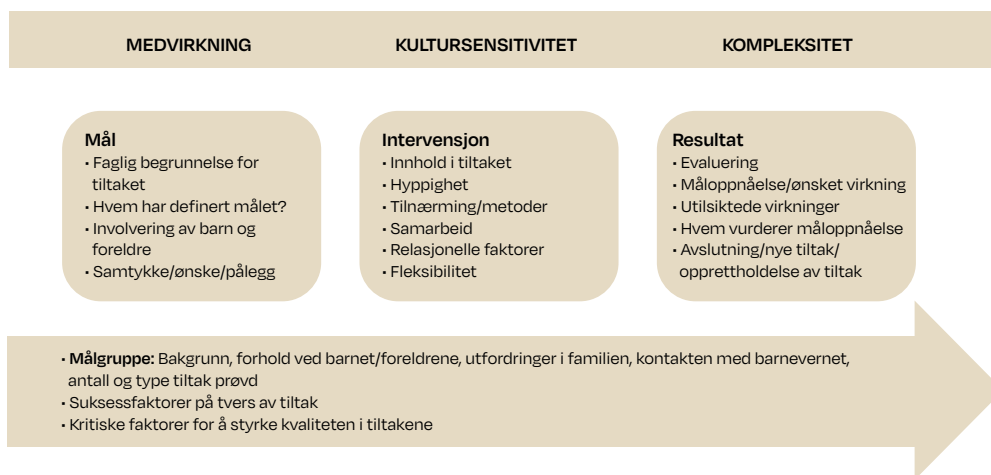 MEDVIRKNING
KULTURSENSITIVITET
KOMPLEKSITET
Mål
• Faglig begrunnelse for
tiltaket
• Hvem har definert målet?
• Involvering av barn og
foreldre
• Samtykke/ønske/pålegg
Intervensjon
• Innhold i tiltaket
• Hyppighet
• Tilnærming/metoder
• Samarbeid
• Relasjonelle faktorer
• Fleksibilitet
Resultat
• Evaluering
• Måloppnåelse/ønsket virkning
• Utilsiktede virkninger
• Hvem vurderer måloppnåelse
• Avslutning/nye tiltak/
opprettholdelse av tiltak
• Målgruppe: Bakgrunn, forhold ved barnet/foreldrene, utfordringer i familien, kontakten med barnevernet,
antall og type tiltak prøvd
• Suksessfaktorer på tvers av tiltak
• Kritiske faktorer for å styrke kvaliteten i tiltakene